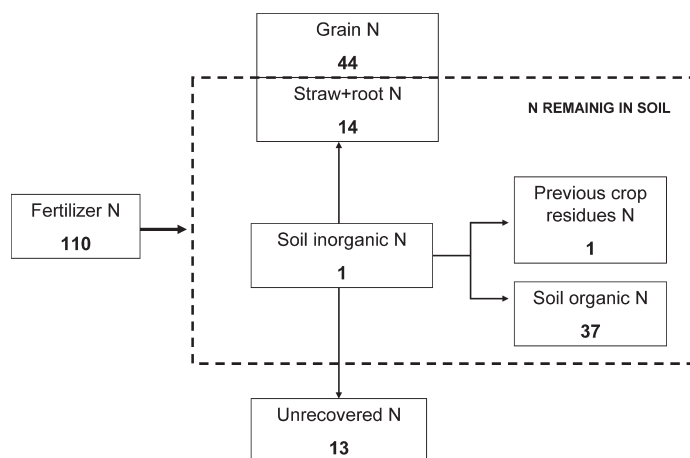 Grain N
44
Straw+root N
14
N REMAINIG IN SOIL
Fertilizer N
110
Soil inorganic N
1
Previous crop
residues N
1
Soil organic N
37
Unrecovered N
13